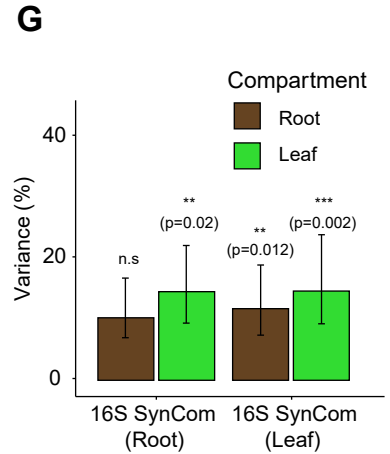 G
Compartment
Root
Leaf
Variance (%)
40
20
0
n.s
**
(p=0.02)
**
(p=0.012)
***
(p=0.002)
16S SynCom
(Root)
16S SynCom
(Leaf)